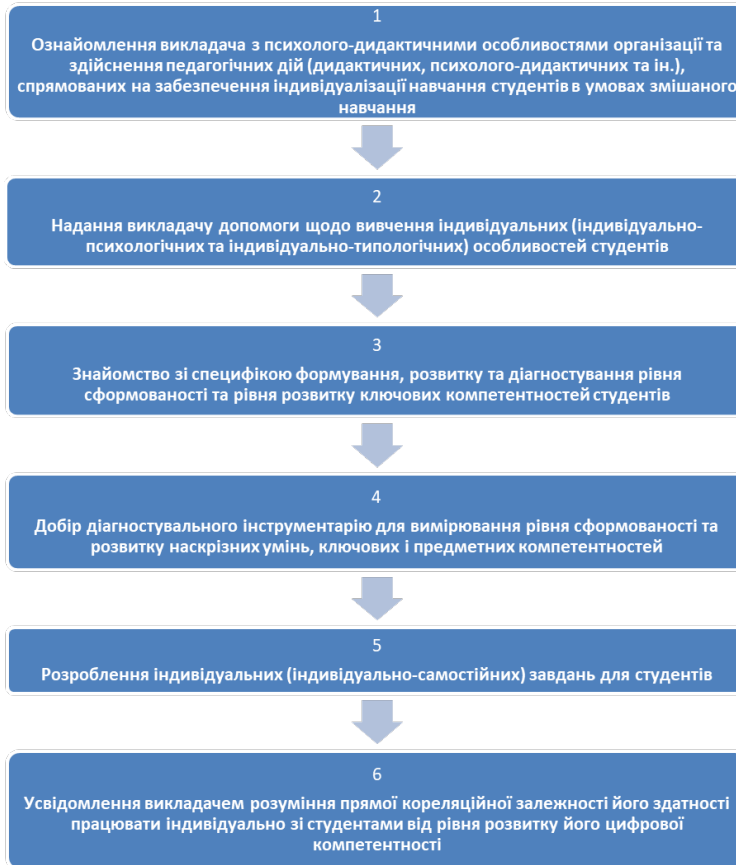 1
Ознайомлення викладача з психолого-дидактичними особливостями організації та
здійснення педагогічних дій (дидактичних, психолого-дидактичних та ін.),
спрямованих на забезпечення індивідуалізації навчання студентів в умовах змішаного
навчання
2
Надання викладачу допомоги щодо вивчення індивідуальних (індивідуально-
психологічних та індивідуально-типологічних) особливостей студентів
3
Знайомство зі специфікою формування, розвитку та діагностування рівня
сформованості та рівня розвитку ключових компетентностей студентів
4
Добір діагностувального інструментарію для вимірювання рівня сформованості та
розвитку наскрізних умінь, ключових і предметних компетентностей
5
Розроблення індивідуальних (індивідуально-самостійних) завдань для студентів
6
Усвідомлення викладачем розуміння прямої кореляційної залежності його здатності
працювати індивідуально зі студентами від рівня розвитку його цифрової
компетентності